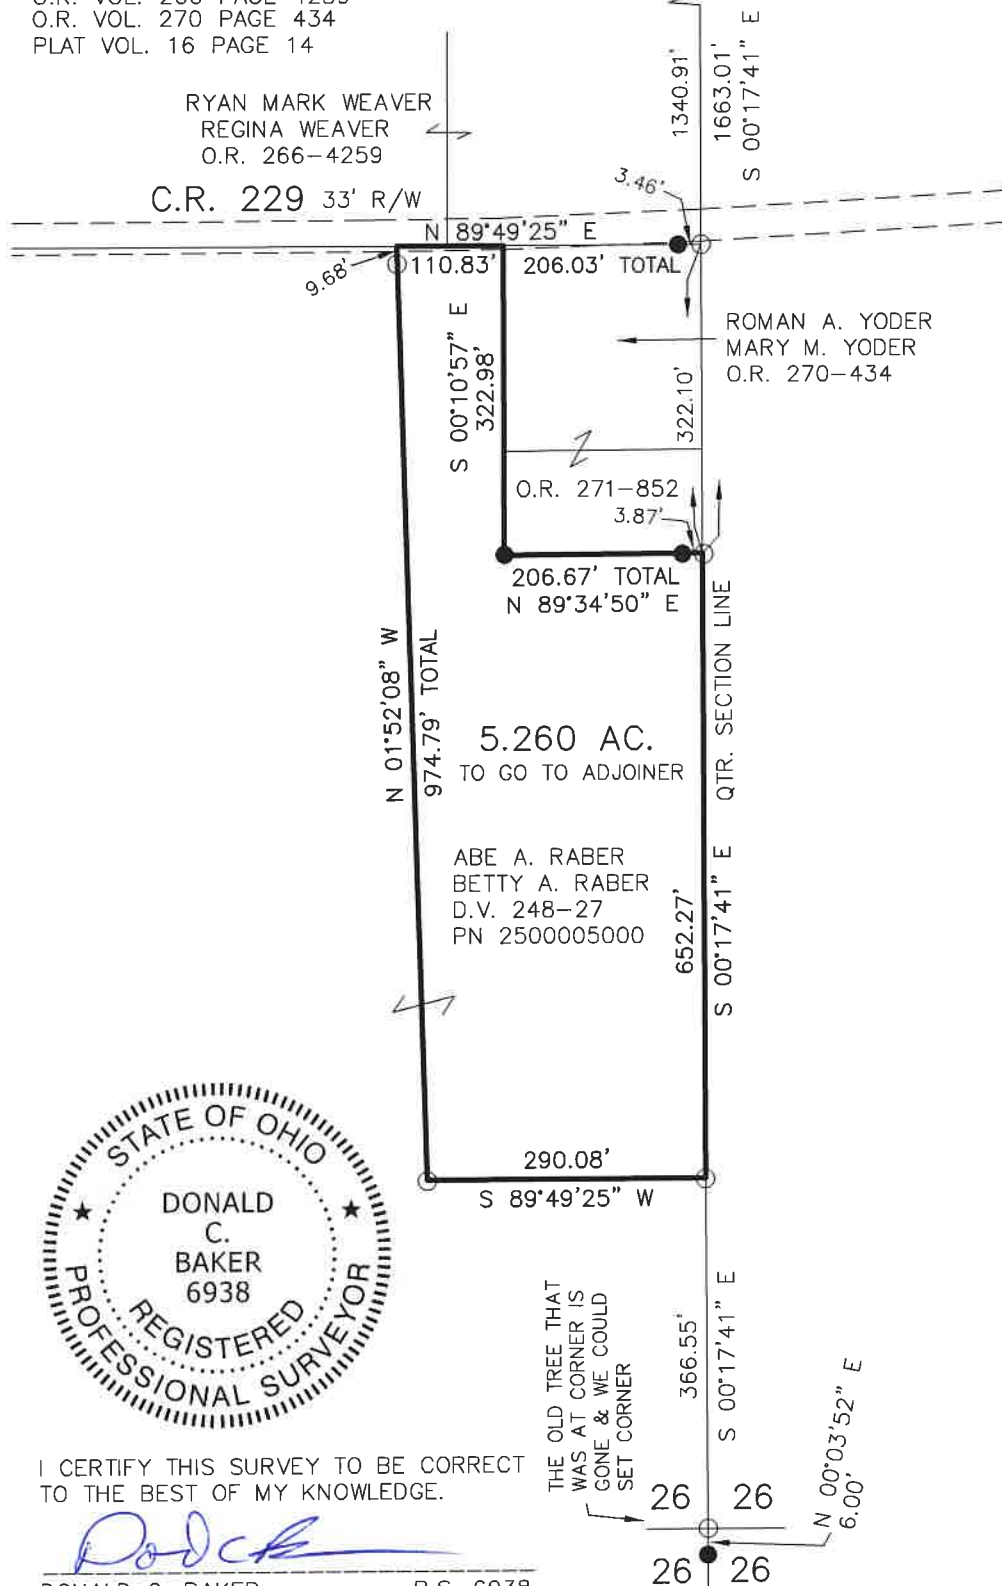 O.R. VOL. 270 PAGE 434
PLAT VOL. 16 PAGE 14
RYAN MARK WEAVER
REGINA WEAVER
O.R. 266-4259
C.R. 229 33' R/W
1340.91'
1663.01'
S 00°17'41" E
3.46'
N 89°49'25" E
9.68'
110.83'
206.03' TOTAL
S 00°10'57" E
322.98'
ROMAN A. YODER
MARY M. YODER
O.R. 270-434
322.10'
O.R. 271-852
3.87'
206.67' TOTAL
N 89°34'50" E
N 01°52'08" W
974.79' TOTAL
5.260 AC.
TO GO TO ADJOINER
QTR. SECTION LINE
ABE A. RABER
BETTY A. RABER
D.V. 248-27
PN 2500005000
652.27'
S 00°17'41" E
290.08'
S 89°49'25" W
STATE OF OHIO
DONALD
C.
BAKER
6938
REGISTERED
PROFESSIONAL SURVEYOR
THE OLD TREE THAT
WAS AT CORNER IS
GONE & WE COULD
SET CORNER
366.55'
S 00°17'41" E
N 00°03'52" E
6.00'
26 26
26 26
I CERTIFY THIS SURVEY TO BE CORRECT
TO THE BEST OF MY KNOWLEDGE.
DONALD C. BAKER P.S. 6938